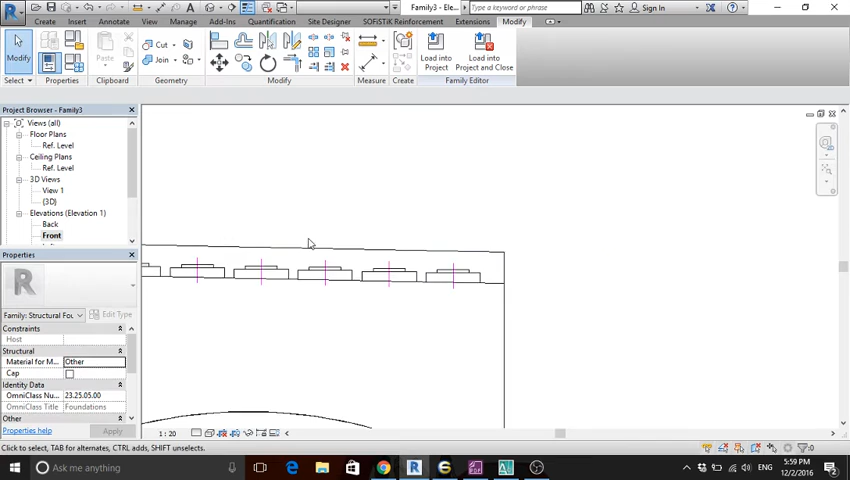 Family3 - Ele...
Type a keyword or phrase
Sign In
Create
Insert
Annotate
View
Manage
Add-Ins
Quantification
Site Designer
SOFiSTiK Reinforcement
Extensions
Modify
Modify
Paste
Cut
Join
Load into
Project
Load into
Project and Close
Select
Properties
Clipboard
Geometry
Modify
Measure
Create
Family Editor
Project Browser - Family3
Views (all)
Floor Plans
Ref. Level
Ceiling Plans
Ref. Level
3D Views
View 1
{3D}
Elevations (Elevation 1)
Back
Front
Properties
Family: Structural Fou
Edit Type
Constraints
Host
Structural
Material for M...
Other
Cap
Identity Data
OmniClass Nu...
23.25.05.00
OmniClass Title
Foundations
Other
Properties help
Apply
1 : 20
Click to select, TAB for alternates, CTRL adds, SHIFT unselects.
:0
Ask me anything
ENG
5:59 PM
12/2/2016